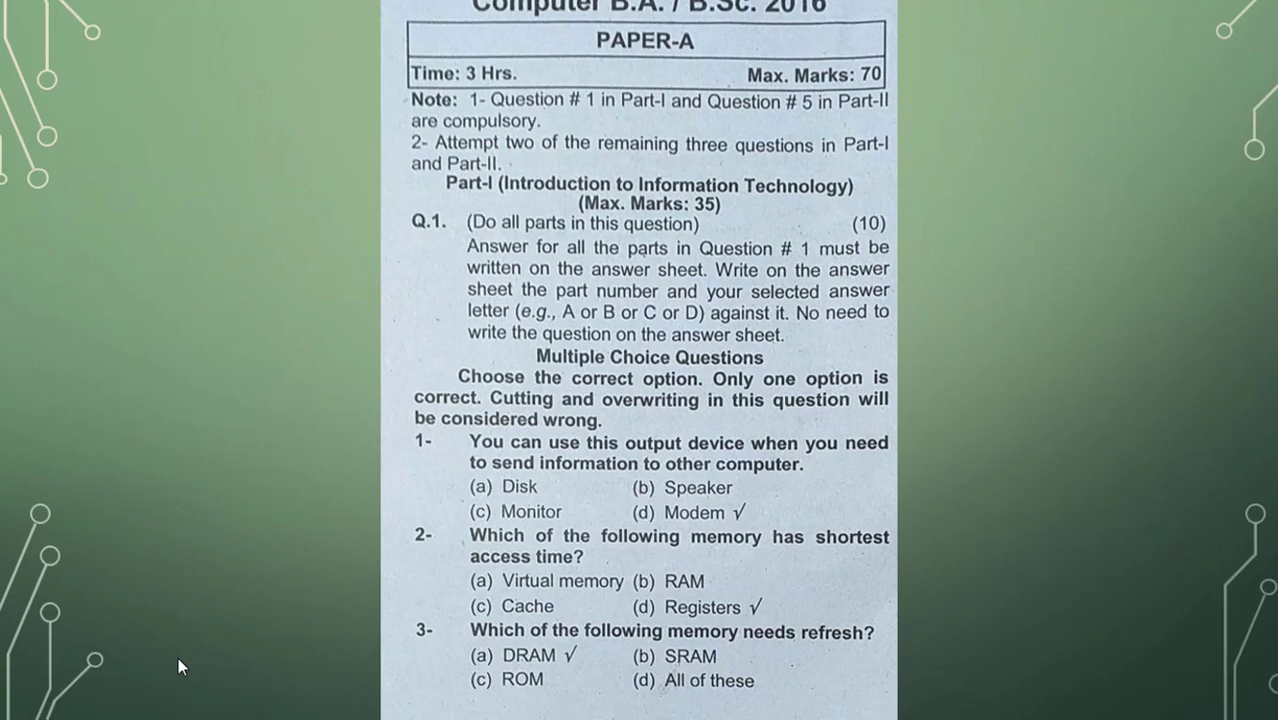 Computer B.A. / B.Sc. 2016
PAPER-A
Time: 3 Hrs. Max. Marks: 70
Note: 1- Question # 1 in Part-I and Question # 5 in Part-II
are compulsory.
2- Attempt two of the remaining three questions in Part-I
and Part-II.
Part-I (Introduction to Information Technology)
(Max. Marks: 35)
Q.1. (Do all parts in this question) (10)
Answer for all the parts in Question # 1 must be
written on the answer sheet. Write on the answer
sheet the part number and your selected answer
letter (e.g., A or B or C or D) against it. No need to
write the question on the answer sheet.
Multiple Choice Questions
Choose the correct option. Only one option is
correct. Cutting and overwriting in this question will
be considered wrong.
1- You can use this output device when you need
to send information to other computer.
(a) Disk (b) Speaker
(c) Monitor (d) Modem √
2- Which of the following memory has shortest
access time?
(a) Virtual memory (b) RAM
(c) Cache (d) Registers √
3- Which of the following memory needs refresh?
(a) DRAM √ (b) SRAM
(c) ROM (d) All of these